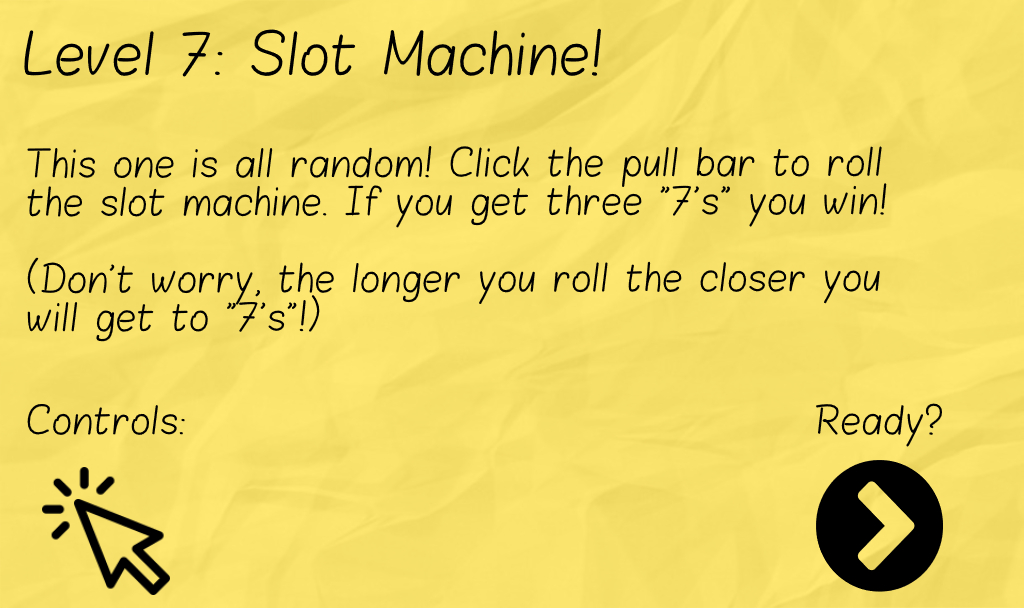 Level 7: Slot Machine!
This one is all random! Click the pull bar to roll
the slot machine. If you get three "7's" you win!
(Don't worry, the longer you roll the closer you
will get to "7's"!)
Controls:
Ready?